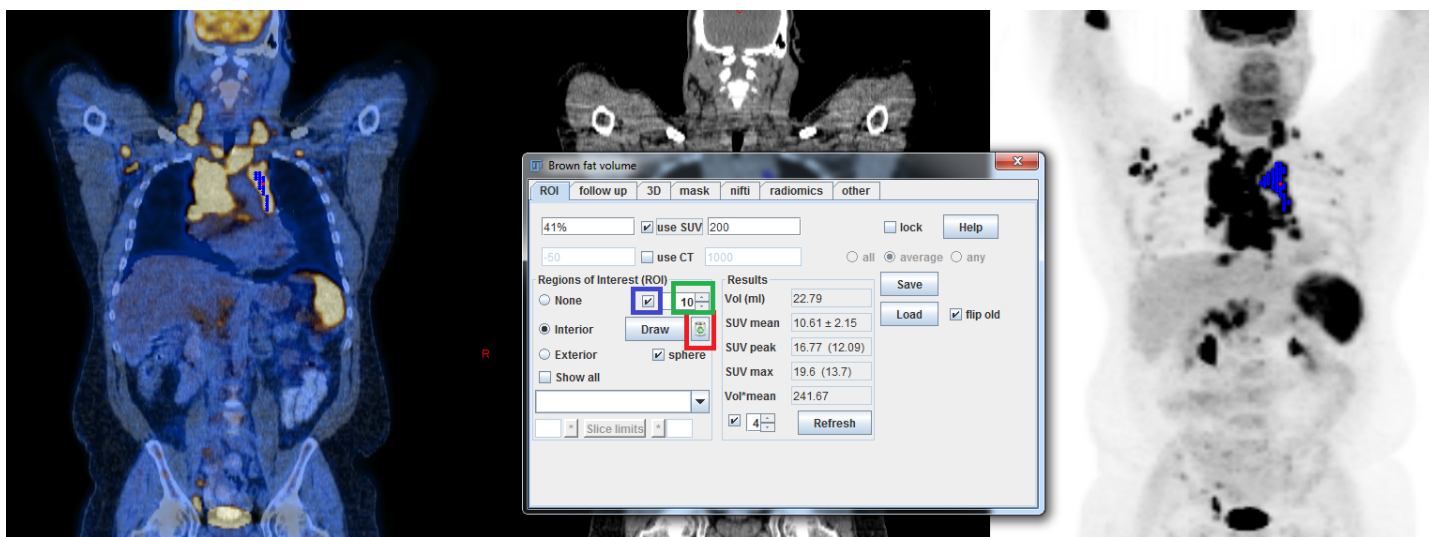 Brown fat volume
ROI follow up 3D mask nifti radiomics other
41% use SUV 200 lock Help
-50 use CT 1000 all average any
Regions of Interest (ROI) Results Save
None 10 Vol (ml) 22.79
Interior Draw SUV mean 10.61 ± 2.15 Load flip old
Exterior sphere SUV peak 16.77 (12.09)
R
Show all SUV max 19.6 (13.7)
Vol*mean 241.67
* Slice limits * 4 Refresh